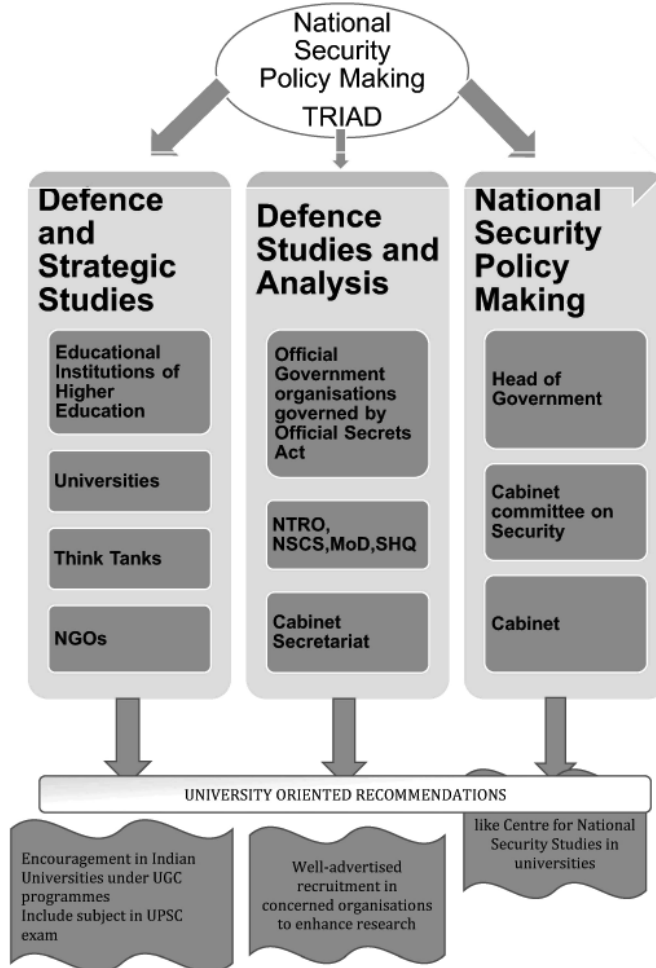 National
Security
Policy Making
TRIAD
Defence
and
Strategic
Studies
Educational
Institutions of
Higher
Education
Universities
Think Tanks
NGOs
Defence
Studies and
Analysis
Official
Government
organisations
governed by
Official Secrets
Act
NTRO,
NSCS,MoD,SHQ
Cabinet
Secretariat
National
Security
Policy
Making
Head of
Government
Cabinet
committee on
Security
Cabinet
UNIVERSITY ORIENTED RECOMMENDATIONS
Encouragement in Indian
Universities under UGC
programmes
Include subject in UPSC
exam
Well-advertised
recruitment in
concerned organisations
to enhance research
like Centre for National
Security Studies in
universities